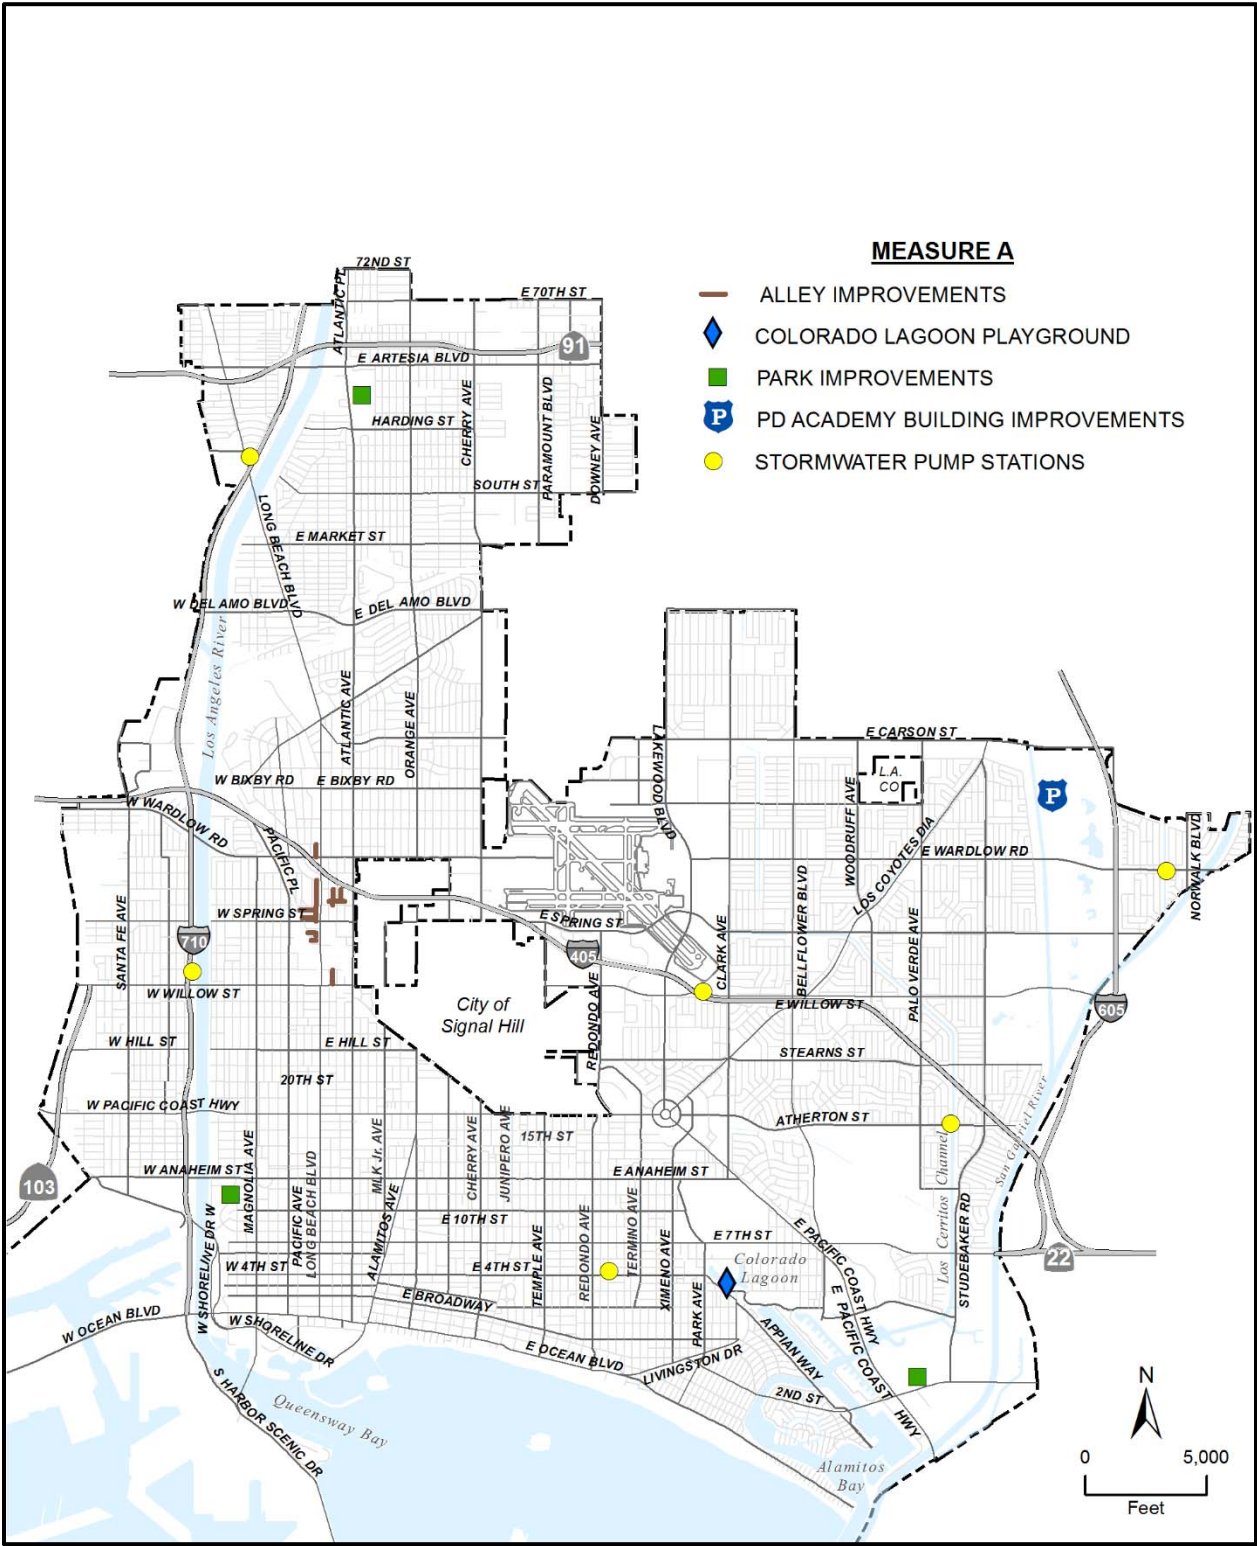 MEASURE A
ALLEY IMPROVEMENTS
COLORADO LAGOON PLAYGROUND
PARK IMPROVEMENTS
P
PD ACADEMY BUILDING IMPROVEMENTS
STORMWATER PUMP STATIONS
72ND ST
ATLANTIC PL
E 70TH ST
91
E ARTESIA BLVD
HARDING ST
CHERRY AVE
PARAMOUNT BLVD
DOWNEY AVE
SOUTH ST
LONG BEACH BLVD
E MARKET ST
W DEL AMO BLVD
E DEL AMO BLVD
Los Angeles River
ATLANTIC AVE
ORANGE AVE
LAKEWOOD BLVD
E CARSON ST
L.A.
CO
W BIXBY RD
E BIXBY RD
WOODRUFF AVE
P
W WARDLOW RD
PACIFIC PL
LOS COYOTES DIA
E WARDLOW RD
NORWALK BLVD
BELLFLOWER BLVD
SANTA FE AVE
W SPRING ST
E SPRING ST
CLARK AVE
PALO VERDE AVE
710
405
REDONDO AVE
W WILLOW ST
City of
Signal Hill
E WILLOW ST
605
W HILL ST
E HILL ST
STEARNS ST
20TH ST
W PACIFIC COAST HWY
ATHERTON ST
San Gabriel River
15TH ST
MLK Jr. AVE
CHERRY AVE
JUNIPERO AVE
MAGNOLIA AVE
W ANAHEIM ST
E ANAHEIM ST
103
PACIFIC AVE
LONG BEACH BLVD
ALAMITOS AVE
E 10TH ST
TEMPLE AVE
REDONDO AVE
TERMINO AVE
XIMENO AVE
E 7TH ST
E PACIFIC COAST HWY
Los Cerritos Channel
STUDEBAKER RD
22
W SHORELINE DR W
W 4TH ST
E 4TH ST
Colorado
Lagoon
E BROADWAY
PARK AVE
W OCEAN BLVD
W SHORELINE DR
E OCEAN BLVD
LIVINGSTON DR
APPIAN WAY
E PACIFIC COAST HWY
2ND ST
S HARBOR SCENIC DR
Queensway Bay
Alamitos
Bay
N
0 5,000
Feet